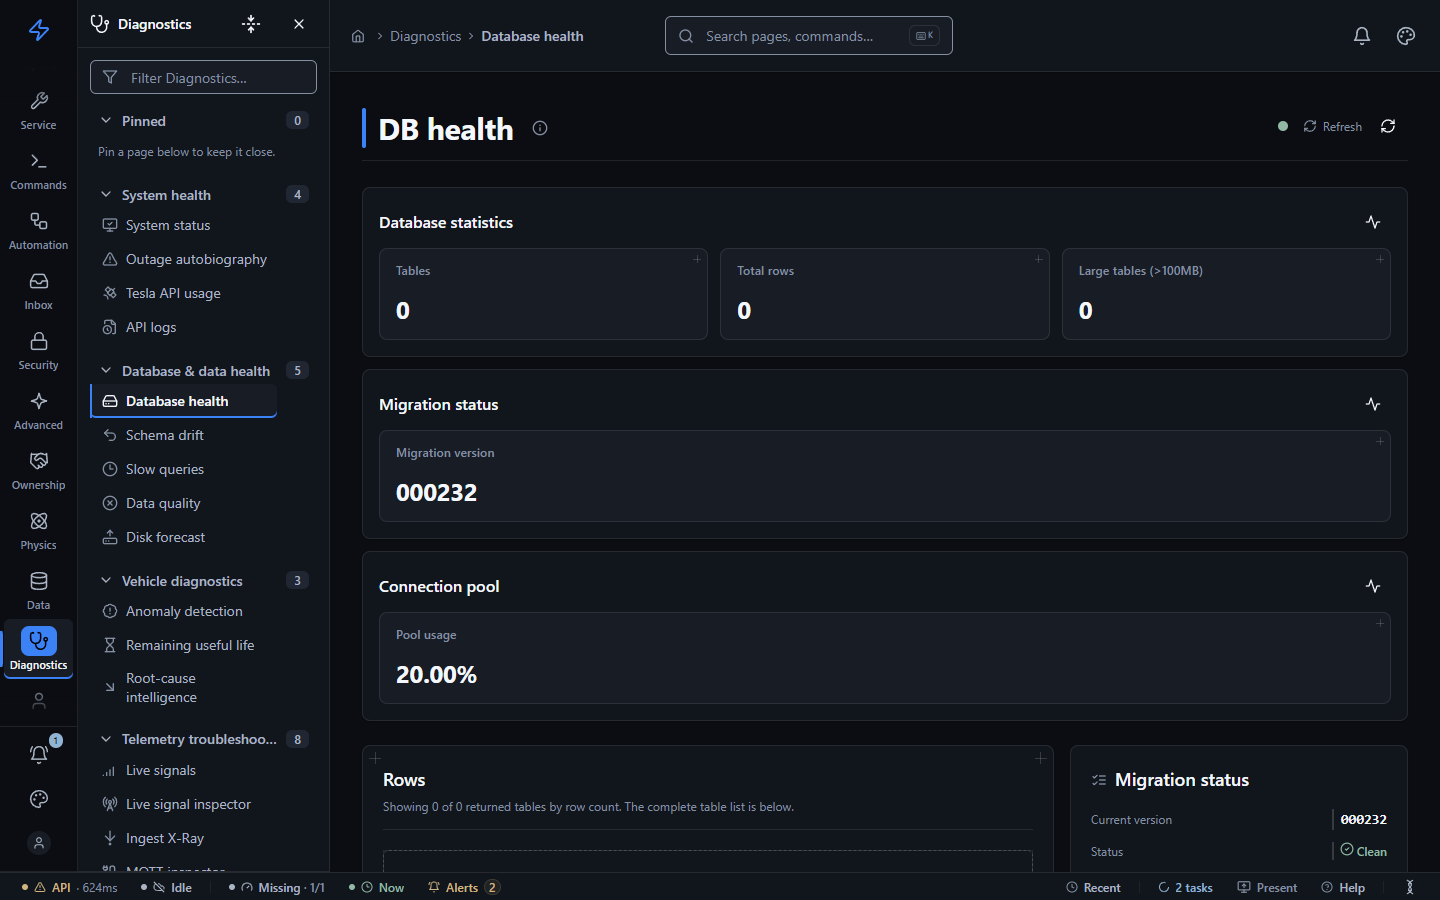 Diagnostics
Diagnostics
Database health
Search pages, commands...
K
Filter Diagnostics...
Service
Commands
Automation
Inbox
Security
Advanced
Ownership
Physics
Data
Diagnostics
1
Pinned
0
Pin a page below to keep it close.
System health
4
System status
Outage autobiography
Tesla API usage
API logs
Database & data health
5
Database health
Schema drift
Slow queries
Data quality
Disk forecast
Vehicle diagnostics
3
Anomaly detection
Remaining useful life
Root-cause
intelligence
Telemetry troubleshoo...
8
Live signals
Live signal inspector
Ingest X-Ray
MQTT inspector
DB health
Refresh
Database statistics
Tables
0
Total rows
0
Large tables (>100MB)
0
Migration status
Migration version
000232
Connection pool
Pool usage
20.00%
Rows
Showing 0 of 0 returned tables by row count. The complete table list is below.
Migration status
Current version
000232
Status
Clean
API · 624ms
Idle
Missing · 1/1
Now
Alerts 2
Recent
2 tasks
Present
Help